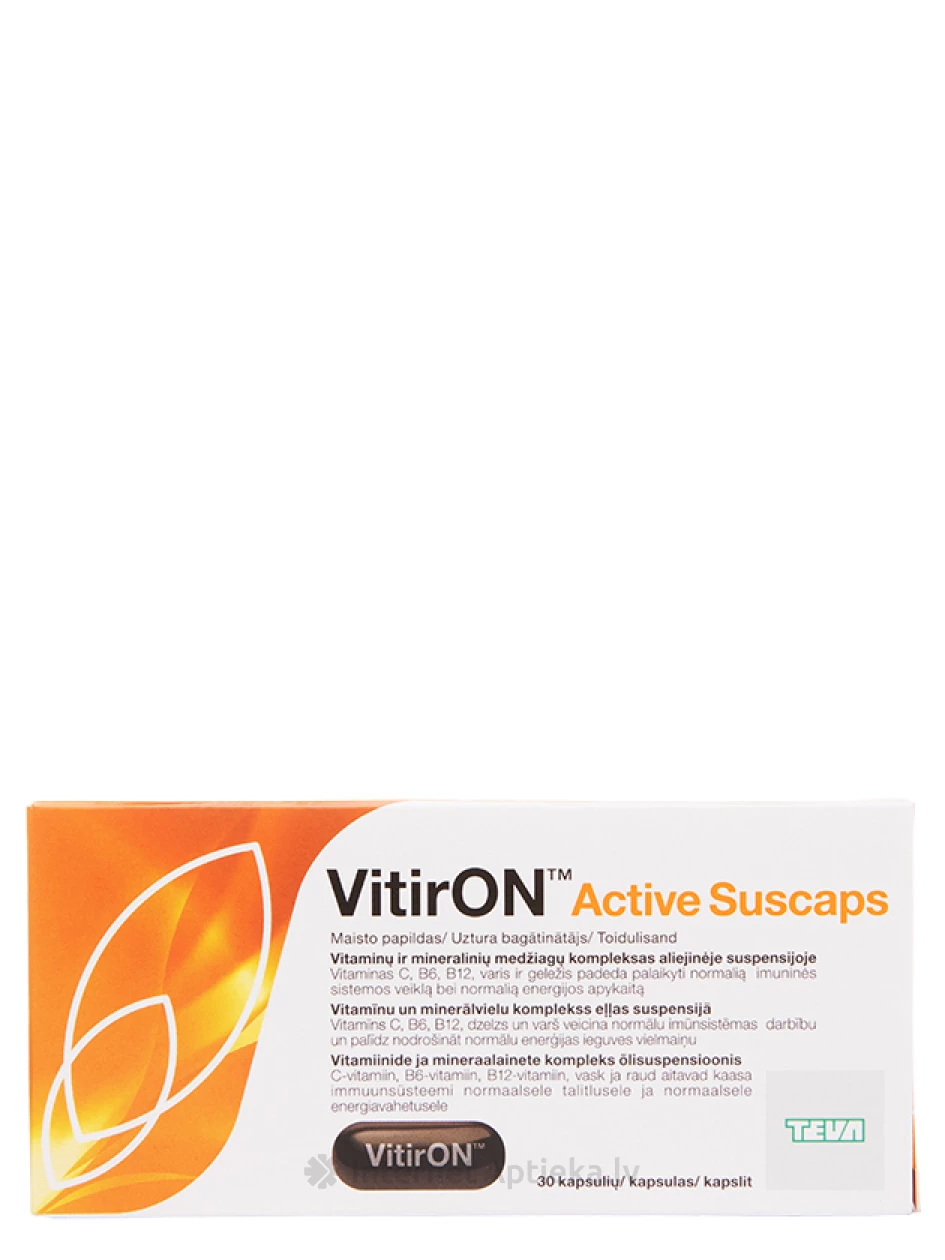 VitirON™ Active Suscaps
Maisto papildas/ Uztura bagātinātājs/ Toidulisand
Vitaminų ir mineralinių medžiagų kompleksas aliejinėje suspensijoje
Vitaminas C, B6, B12, varis ir geležis padeda palaikyti normalią imuninės
sistemos veiklą bei normalią energijos apykaitą
Vitamīnu un minerālvielu komplekss eļļas suspensijā
Vitamīns C, B6, B12, dzelzs un varš veicina normālu imūnsistēmas darbību
un palīdz nodrošināt normālu enerģijas ieguves vielmaiņu
Vitamiinide ja mineraalainete kompleks õlisuspensioonis
C-vitamiin, B6-vitamiin, B12-vitamiin, vask ja raud aitavad kaasa
immuunsüsteemi normaalsele talitlusele ja normaalsele
energiavahetusele
TEVA
VitirON™
30 kapsulių/ kapsulas/ kapslit